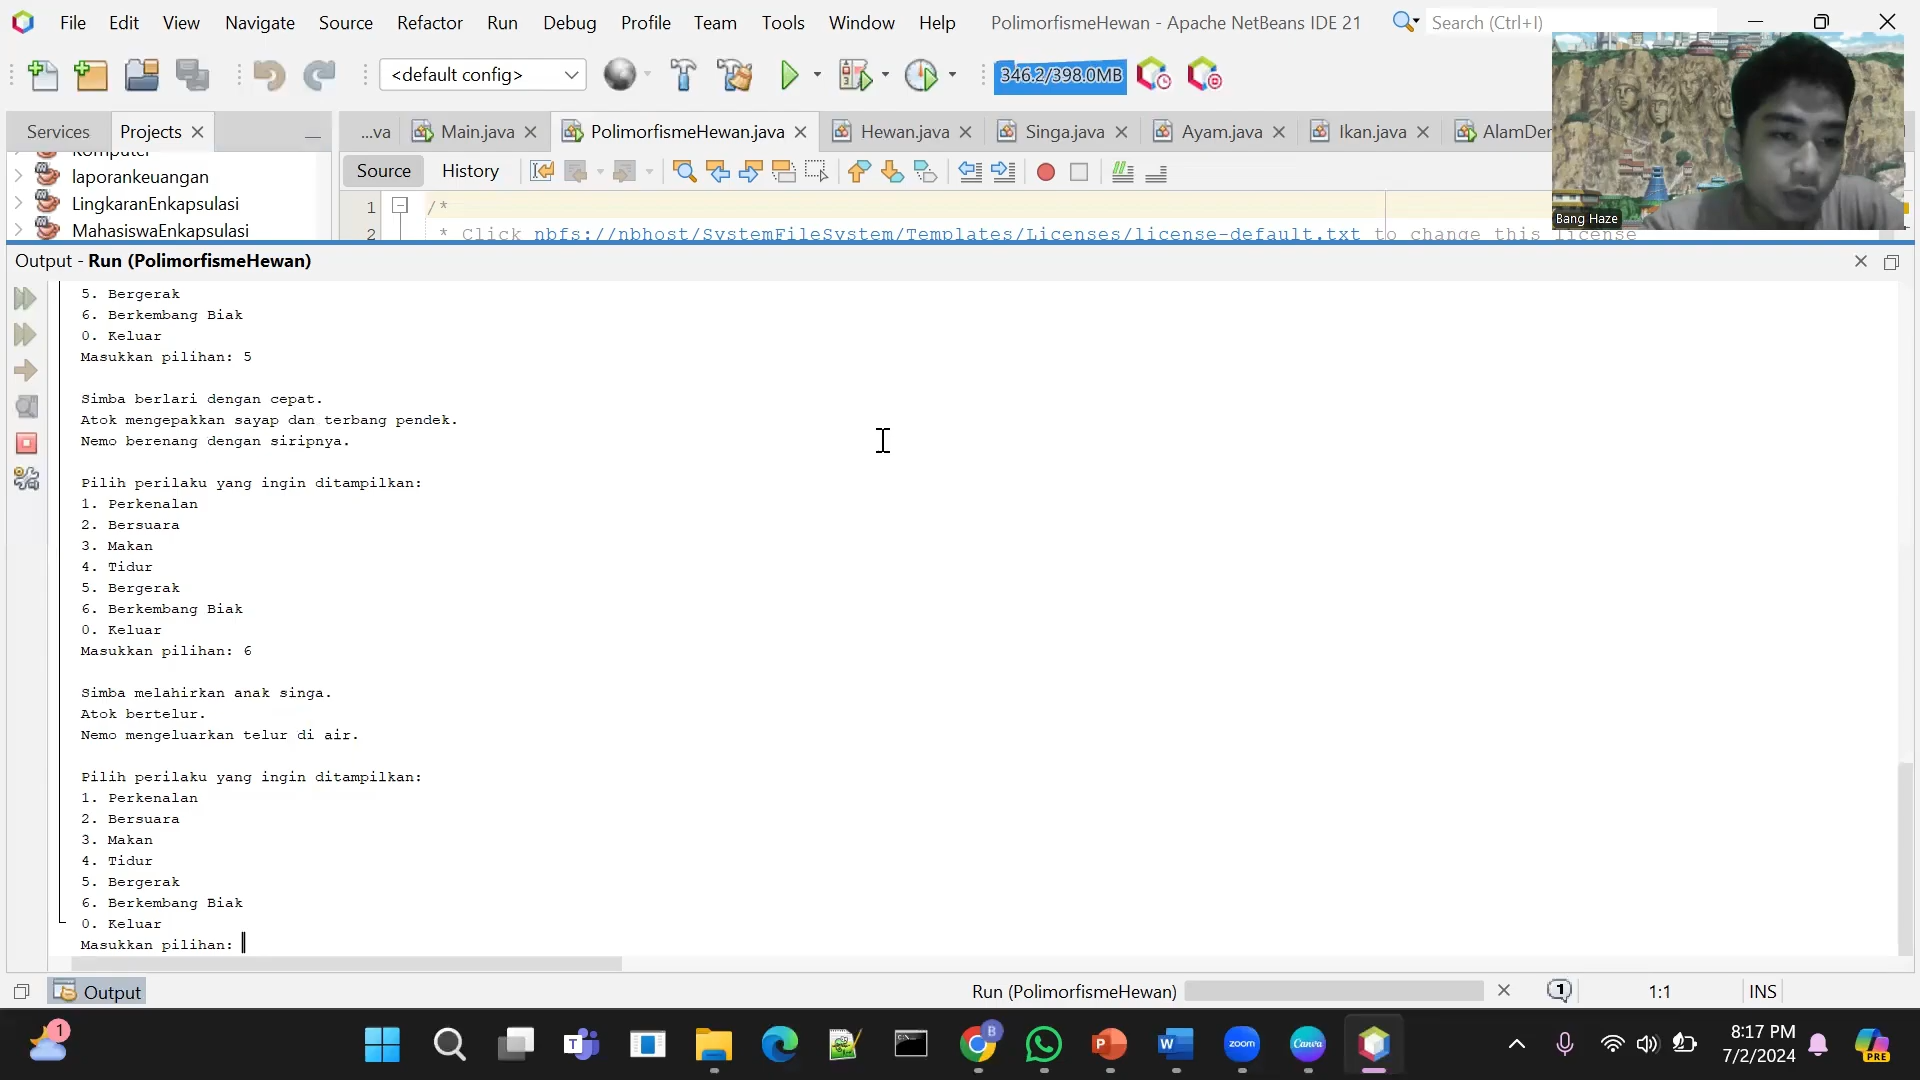 File Edit View Navigate Source Refactor Run Debug Profile Team Tools Window Help PolimorfismeHewan - Apache NetBeans IDE 21 Search (Ctrl+I)
<default config> 346.2/398.0MB
Services Projects ...va Main.java PolimorfismeHewan.java Hewan.java Singa.java Ayam.java Ikan.java AlamDe
Source History
laporankeuangan
LingkaranEnkapsulasi
MahasiswaEnkapsulasi
1 /*
2 * Click nbfs://nbhost/SystemFileSystem/Templates/Licenses/license-default.txt to change this license
Bang Haze
Output - Run (PolimorfismeHewan)
5. Bergerak
6. Berkembang Biak
0. Keluar
Masukkan pilihan: 5
Simba berlari dengan cepat.
Atok mengepakkan sayap dan terbang pendek.
Nemo berenang dengan siripnya.
Pilih perilaku yang ingin ditampilkan:
1. Perkenalan
2. Bersuara
3. Makan
4. Tidur
5. Bergerak
6. Berkembang Biak
0. Keluar
Masukkan pilihan: 6
Simba melahirkan anak singa.
Atok bertelur.
Nemo mengeluarkan telur di air.
Pilih perilaku yang ingin ditampilkan:
1. Perkenalan
2. Bersuara
3. Makan
4. Tidur
5. Bergerak
6. Berkembang Biak
0. Keluar
Masukkan pilihan:
Output Run (PolimorfismeHewan) 1 1:1 INS
1 B zoom Canva 8:17 PM
7/2/2024 PRE